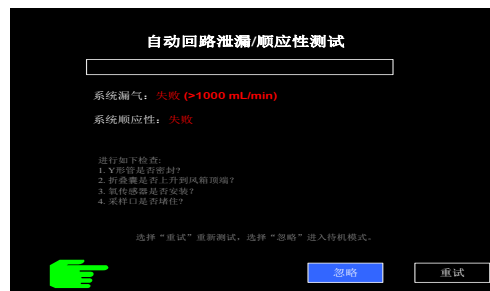 自动回路泄漏/顺应性测试
系统漏气：失败 (>1000 mL/min)
系统顺应性：失败
进行如下检查:
1. Y形管是否密封?
2. 折叠囊是否上升到风箱顶端?
3. 氧传感器是否安装?
4. 采样口是否堵住?
选择“重试”重新测试，选择“忽略”进入待机模式。
忽略
重试